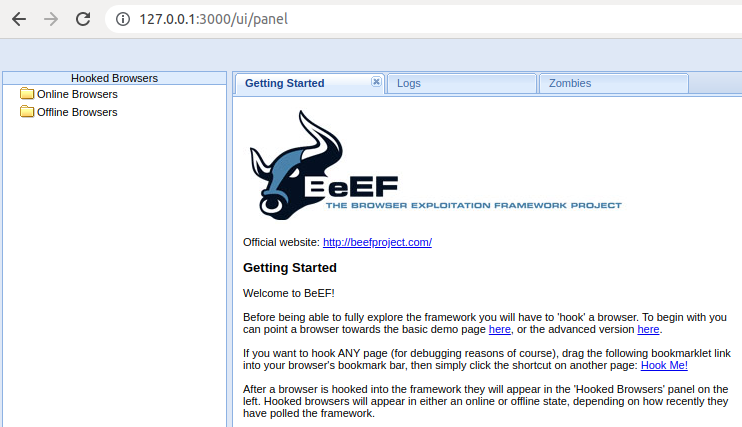 127.0.0.1:3000/ui/panel
Hooked Browsers
Online Browsers
Offline Browsers
Getting Started
Logs
Zombies
BeEF
THE BROWSER EXPLOITATION FRAMEWORK PROJECT
Official website: http://beefproject.com/
Getting Started
Welcome to BeEF!
Before being able to fully explore the framework you will have to 'hook' a browser. To begin with you
can point a browser towards the basic demo page here, or the advanced version here.
If you want to hook ANY page (for debugging reasons of course), drag the following bookmarklet link
into your browser's bookmark bar, then simply click the shortcut on another page: Hook Me!
After a browser is hooked into the framework they will appear in the 'Hooked Browsers' panel on the
left. Hooked browsers will appear in either an online or offline state, depending on how recently they
have polled the framework.